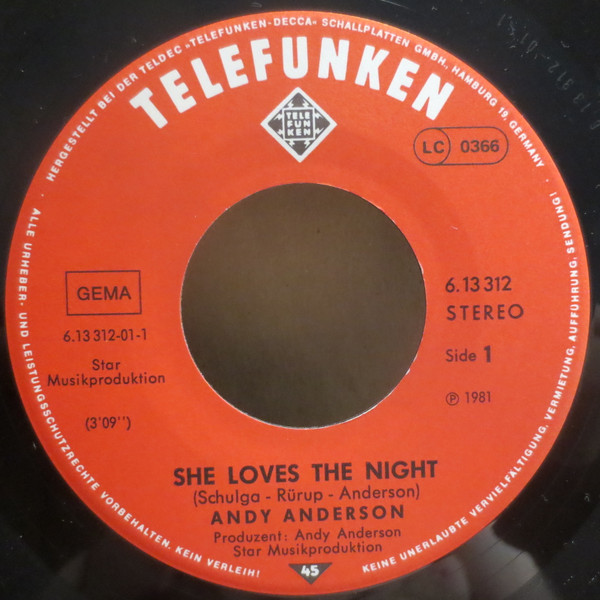 HERGESTELLT BEI DER TELDEC »TELEFUNKEN-DECCA« SCHALLPLATTEN GMBH., HAMBURG 19, GERMANY
TELEFUNKEN
TELE
FUN
KEN
LC 0366
GEMA
6.13 312-01-1
Star
Musikproduktion
(3'09'')
6.13 312
STEREO
Side 1
℗ 1981
SHE LOVES THE NIGHT
(Schulga - Rürup - Anderson)
ANDY ANDERSON
Produzent: Andy Anderson
Star Musikproduktion
45
ALLE URHEBER- UND LEISTUNGSSCHUTZRECHTE VORBEHALTEN. KEIN VERLEIH!
KEINE UNERLAUBTE VERVIELFÄLTIGUNG, VERMIETUNG, AUFFÜHRUNG, SENDUNG!